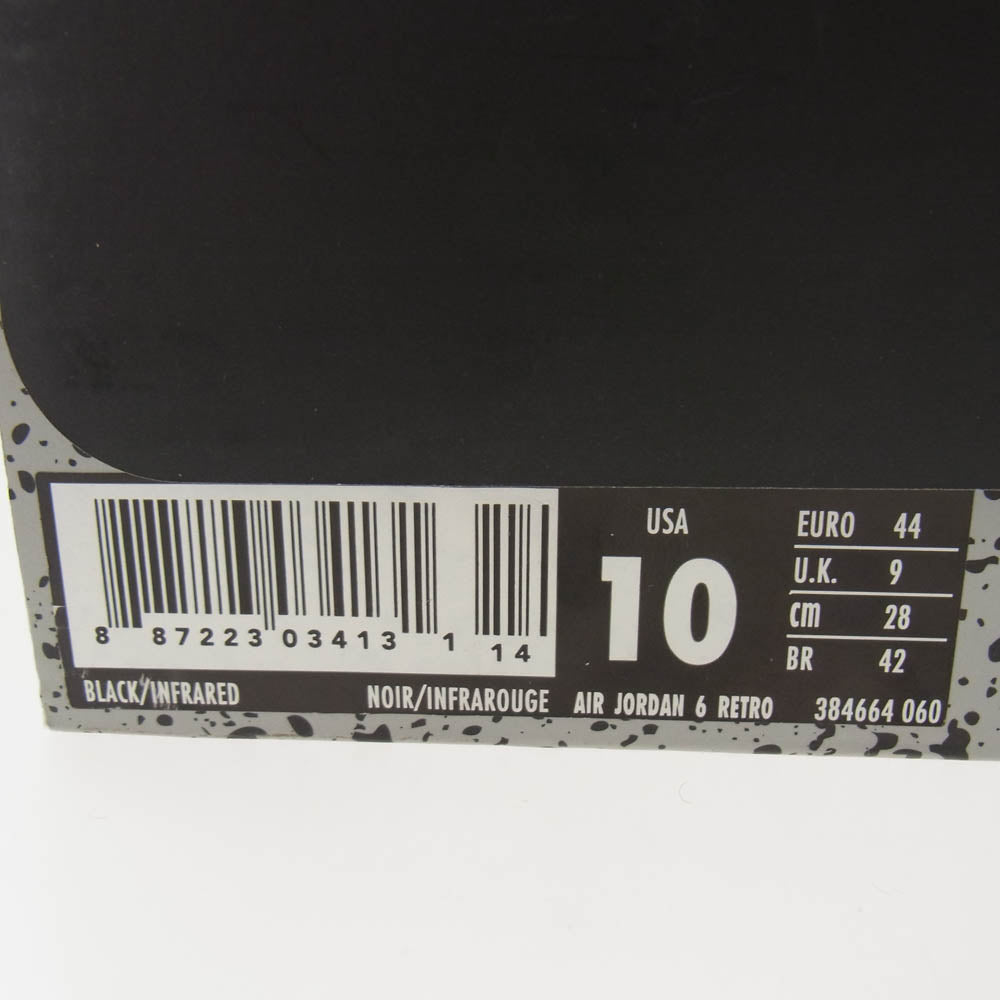 8 87223 03413 1 14
BLACK/INFRARED NOIR/INFRAROUGE
USA
10
EURO 44
U.K. 9
cm 28
BR 42
AIR JORDAN 6 RETRO 384664 060